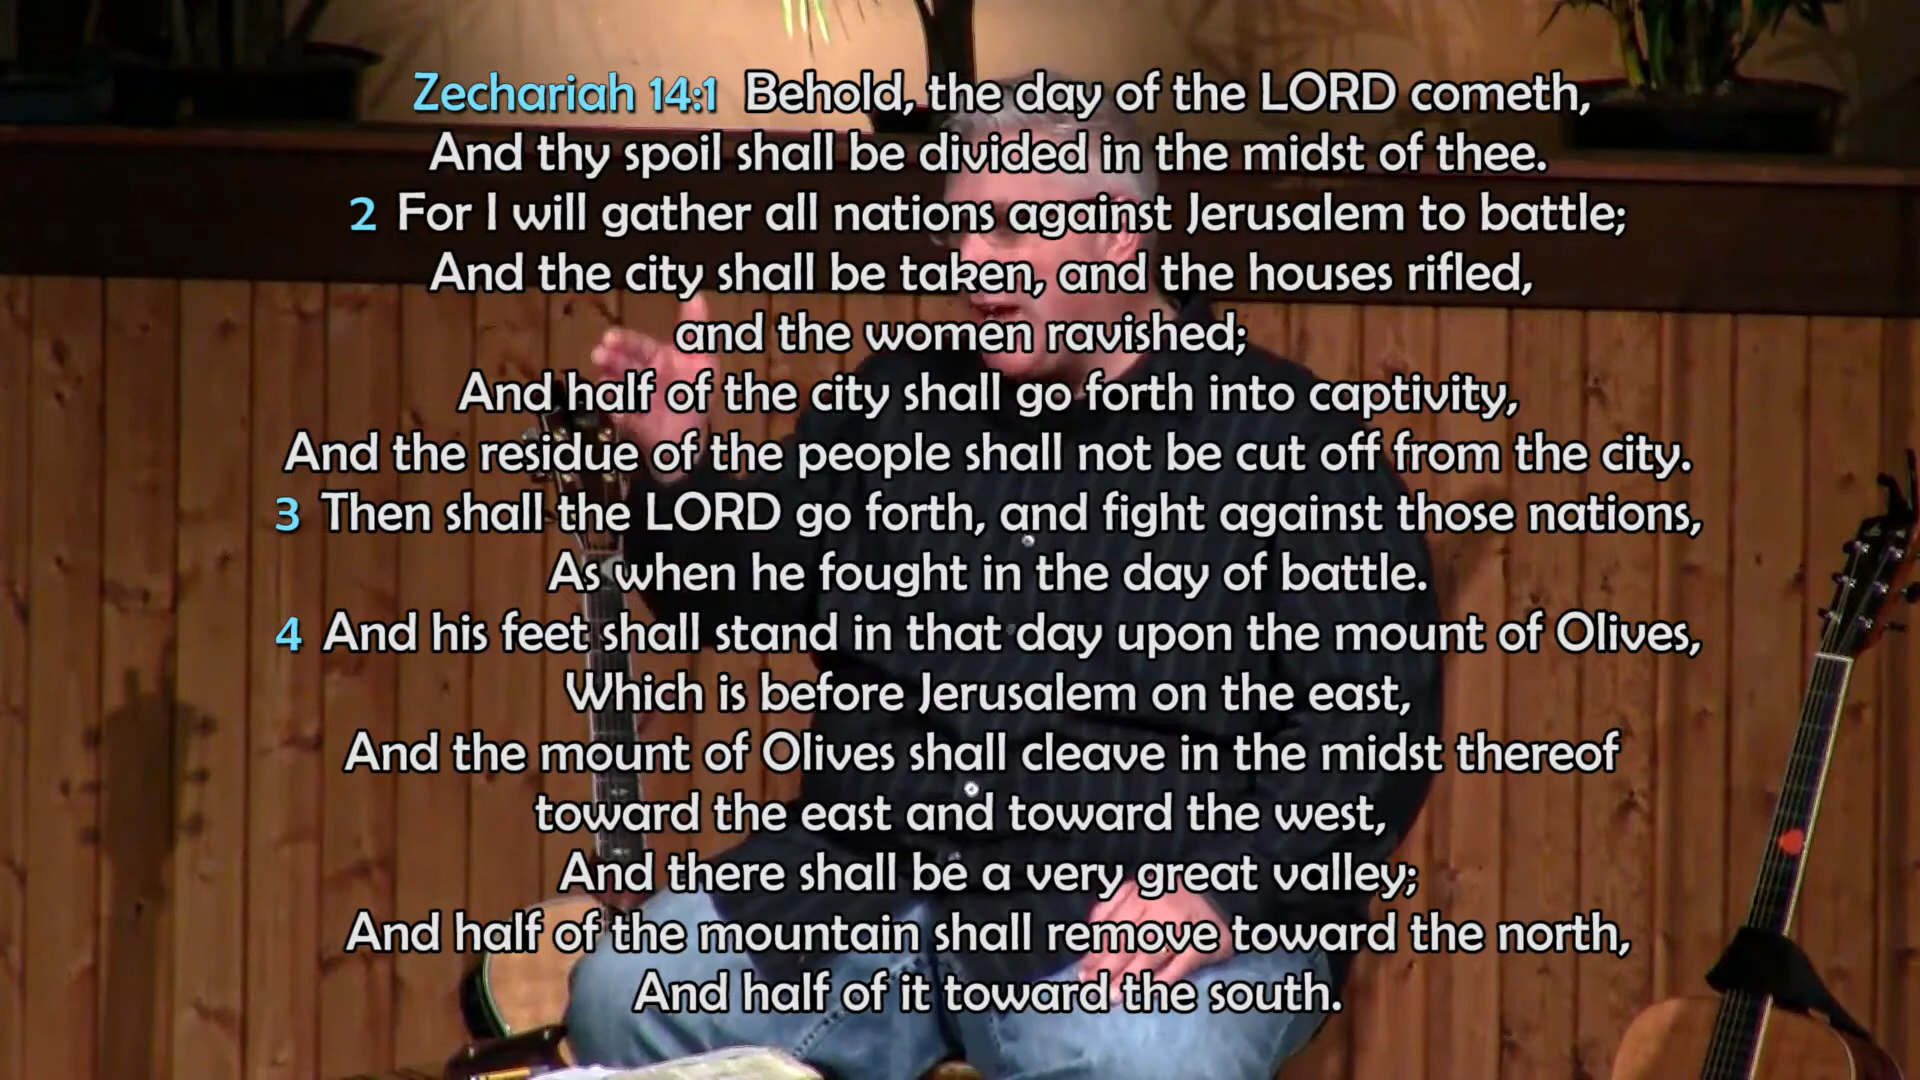 Zechariah 14:1 Behold, the day of the LORD cometh,
And thy spoil shall be divided in the midst of thee.
2 For I will gather all nations against Jerusalem to battle;
And the city shall be taken, and the houses rifled,
and the women ravished;
And half of the city shall go forth into captivity,
And the residue of the people shall not be cut off from the city.
3 Then shall the LORD go forth, and fight against those nations,
As when he fought in the day of battle.
4 And his feet shall stand in that day upon the mount of Olives,
Which is before Jerusalem on the east,
And the mount of Olives shall cleave in the midst thereof
toward the east and toward the west,
And there shall be a very great valley;
And half of the mountain shall remove toward the north,
And half of it toward the south.